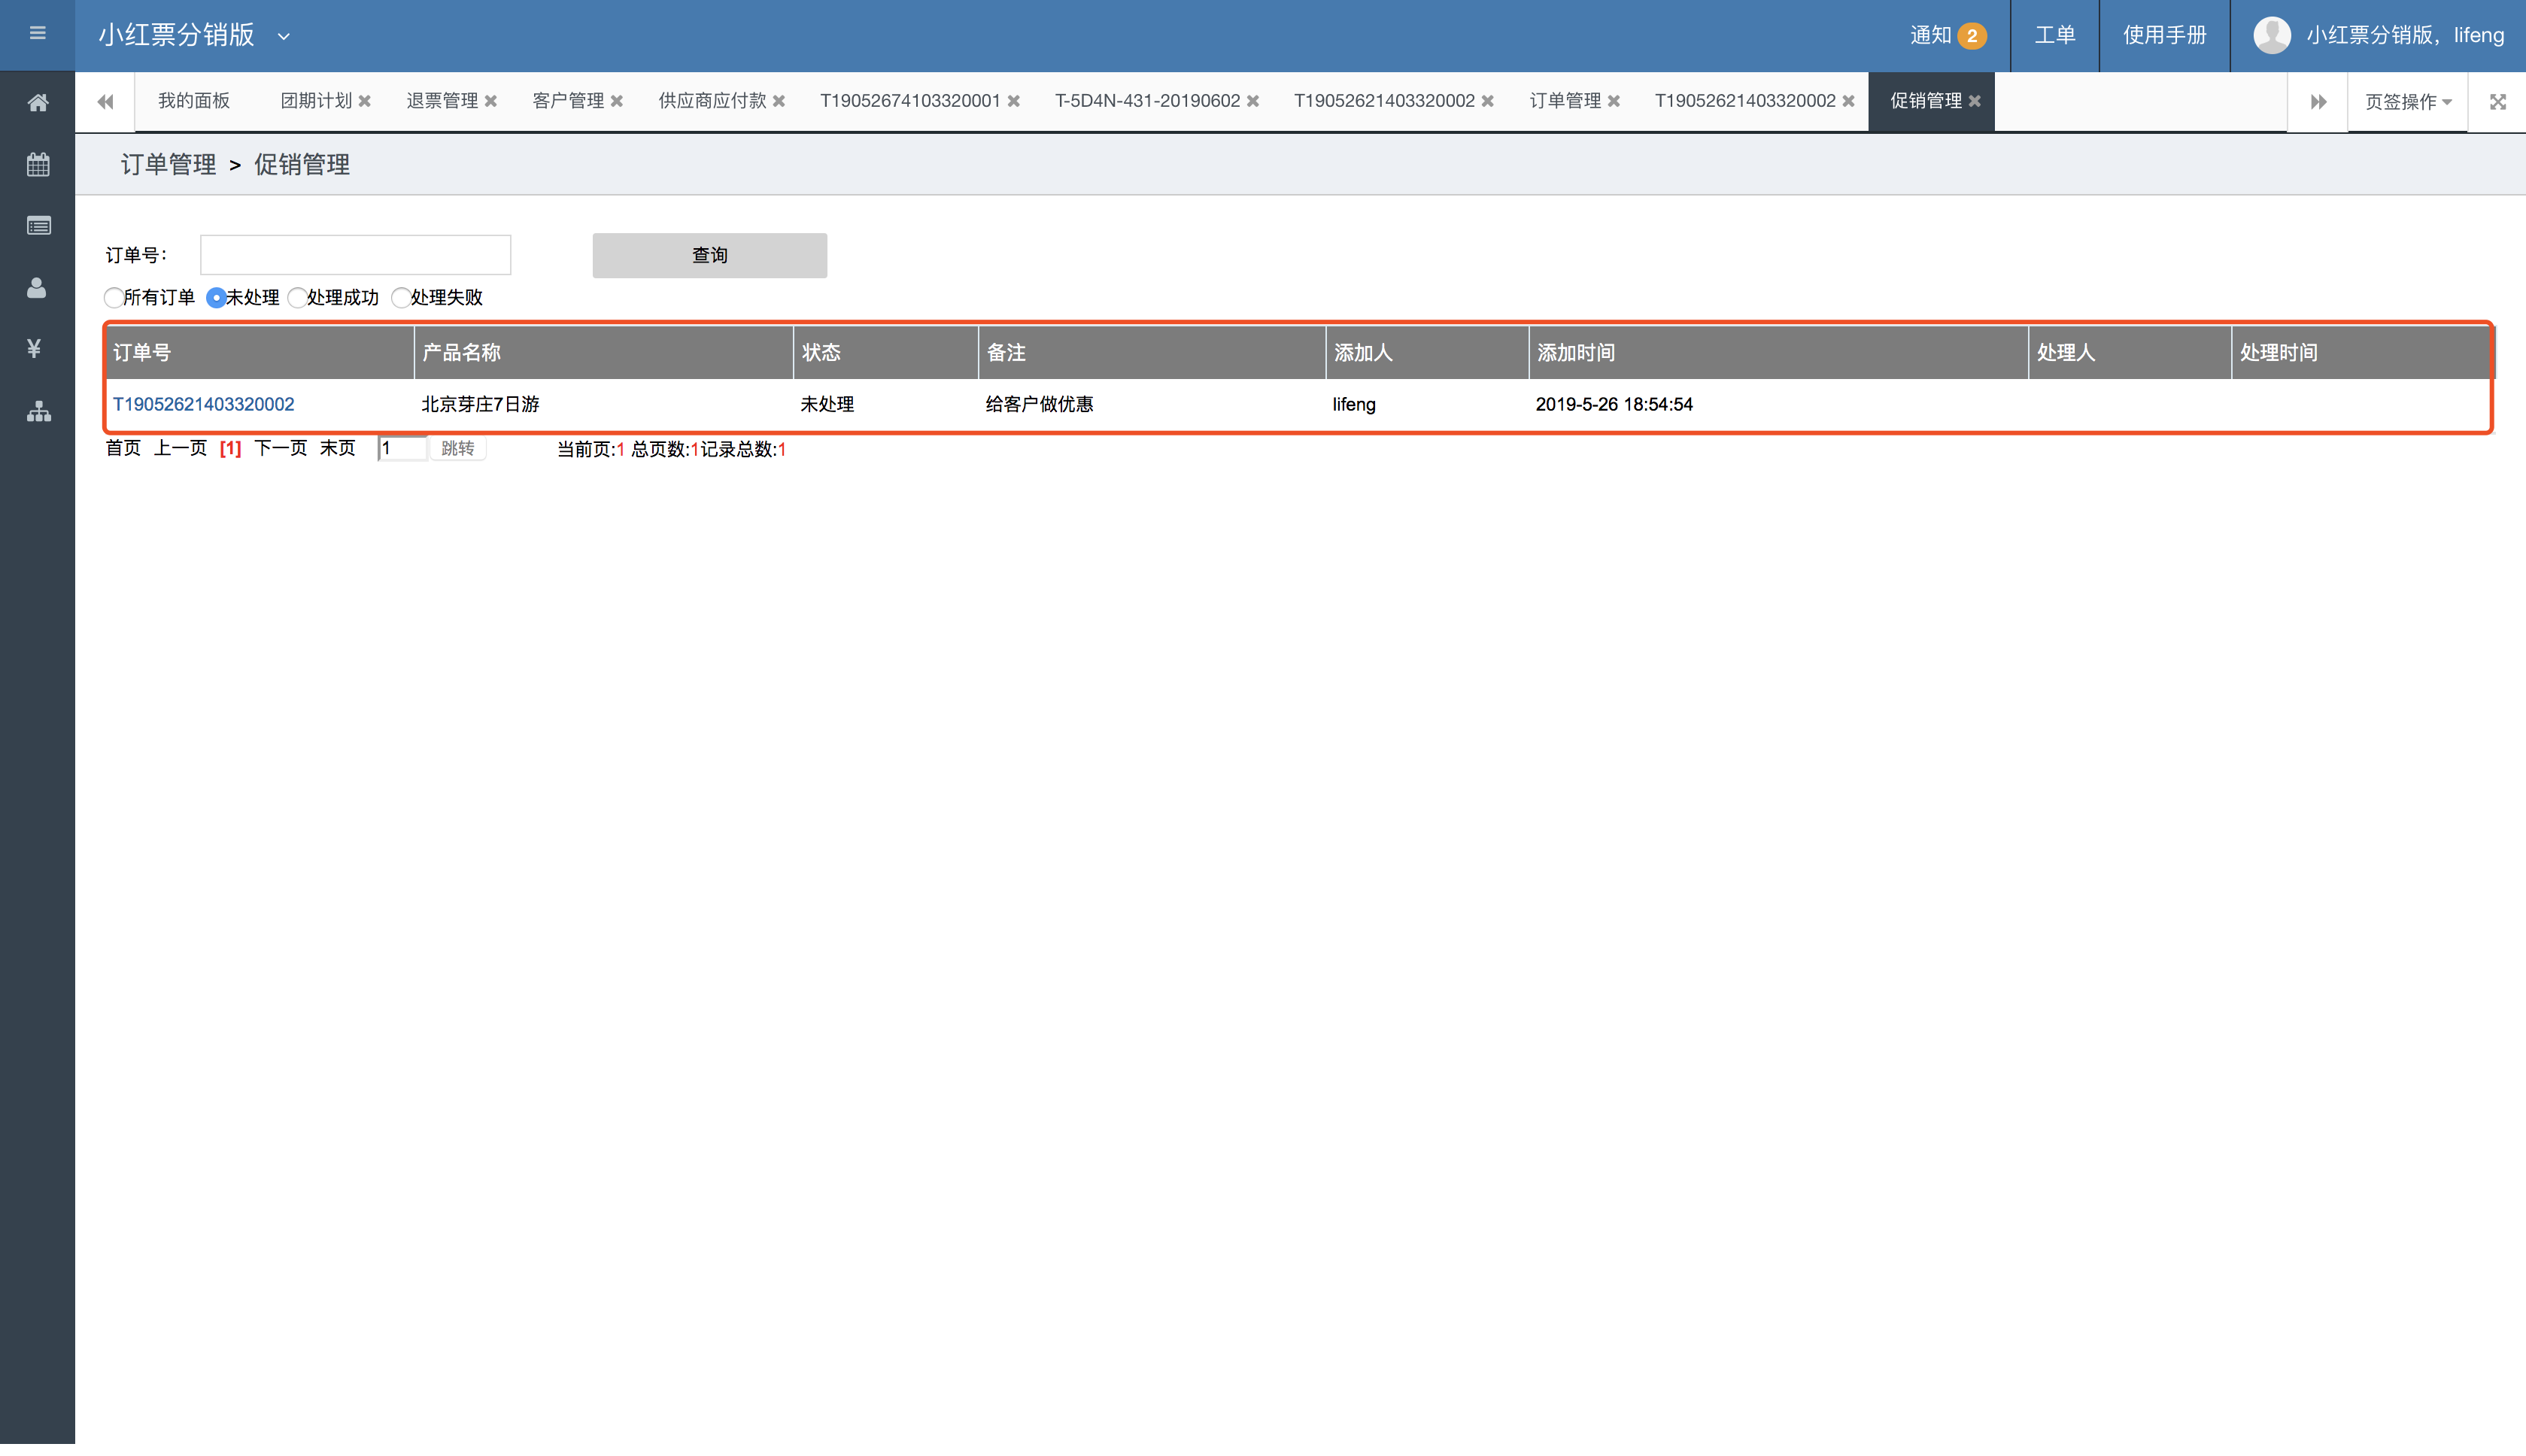 小红票分销版
通知 2 工单 使用手册 小红票分销版，lifeng
我的面板 团期计划 退票管理 客户管理 供应商应付款 T19052674103320001 T-5D4N-431-20190602 T19052621403320002 订单管理 T19052621403320002 促销管理 页签操作
订单管理 > 促销管理
订单号： 查询
所有订单 未处理 处理成功 处理失败
订单号 产品名称 状态 备注 添加人 添加时间 处理人 处理时间
T19052621403320002 北京芽庄7日游 未处理 给客户做优惠 lifeng 2019-5-26 18:54:54
首页 上一页 [1] 下一页 末页 1 跳转 当前页:1 总页数:1记录总数:1